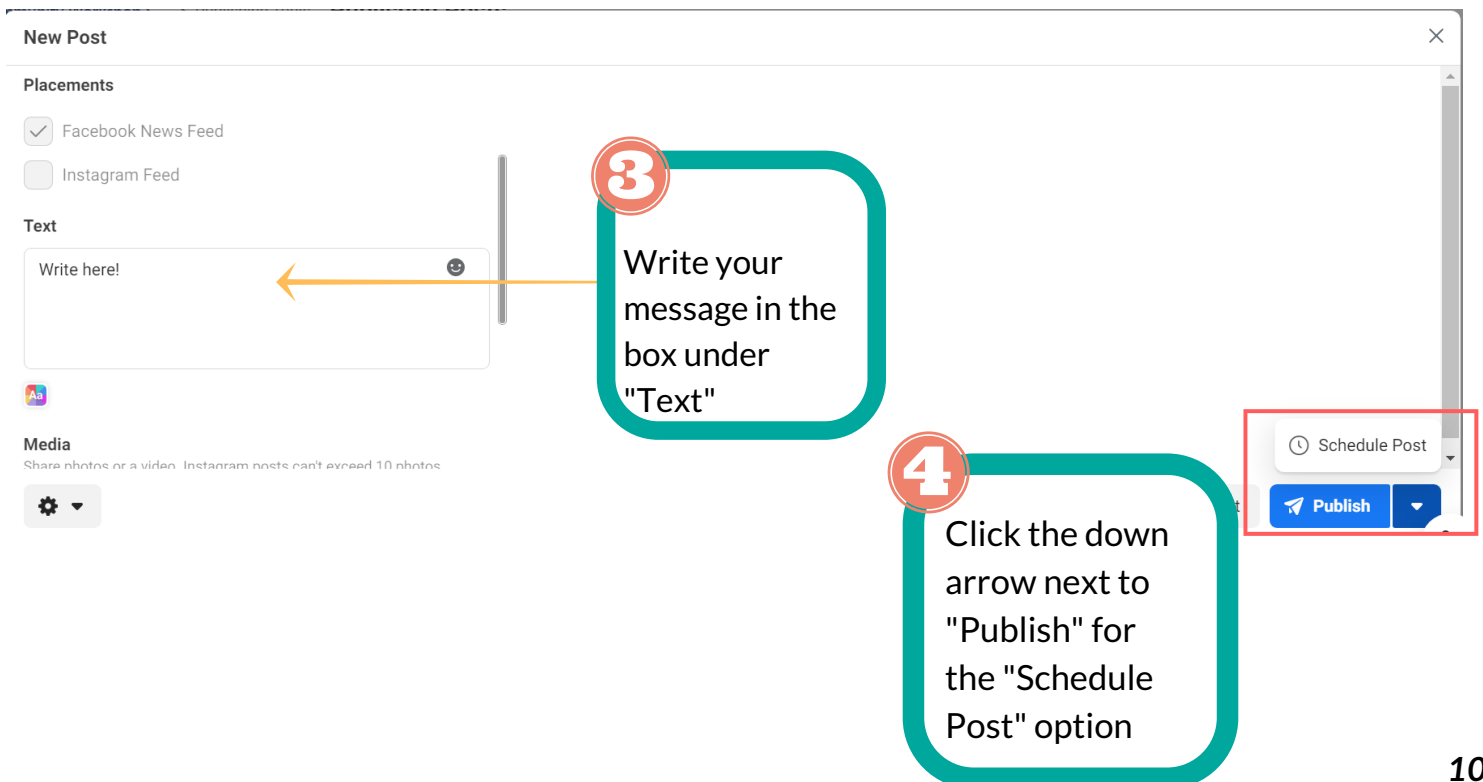 New Post
Placements
Facebook News Feed
Instagram Feed
Text
Write here!
Aa
Media
Share photos or a video. Instagram posts can't exceed 10 photos
3
Write your
message in the
box under
"Text"
Schedule Post
Publish
4
Click the down
arrow next to
"Publish" for
the "Schedule
Post" option
10